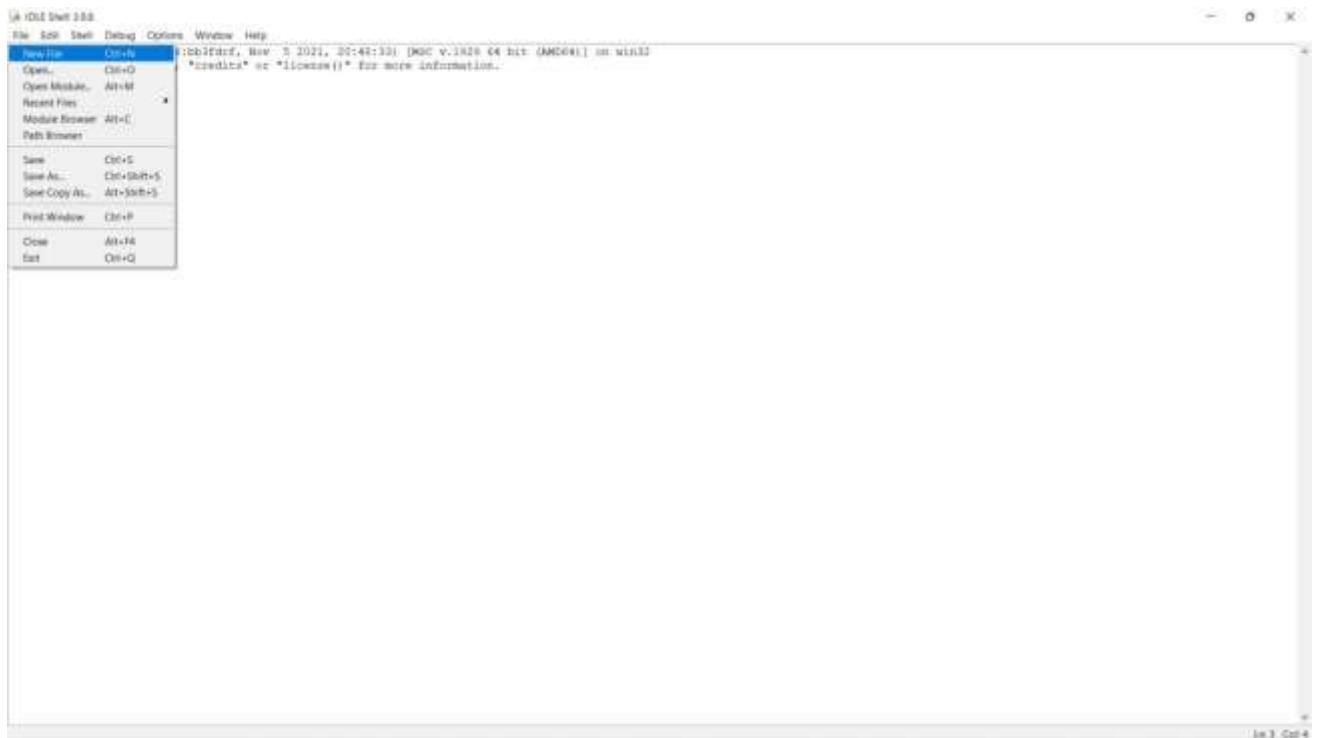 IDLE Shell 3.9.9
File Edit Shell Debug Options Window Help
New File Ctrl+N
Open... Ctrl+O
Open Module... Alt+M
Recent Files
Module Browser Alt+C
Path Browser
Save Ctrl+S
Save As... Ctrl+Shift+S
Save Copy As... Alt+Shift+S
Print Window Ctrl+P
Close Alt+F4
Exit Ctrl+Q
Nov 5 2021, 20:48:33) [MSC v.1929 64 bit (AMD64)] on win32
"credits" or "license()" for more information.
Ln: 3 Col: 4